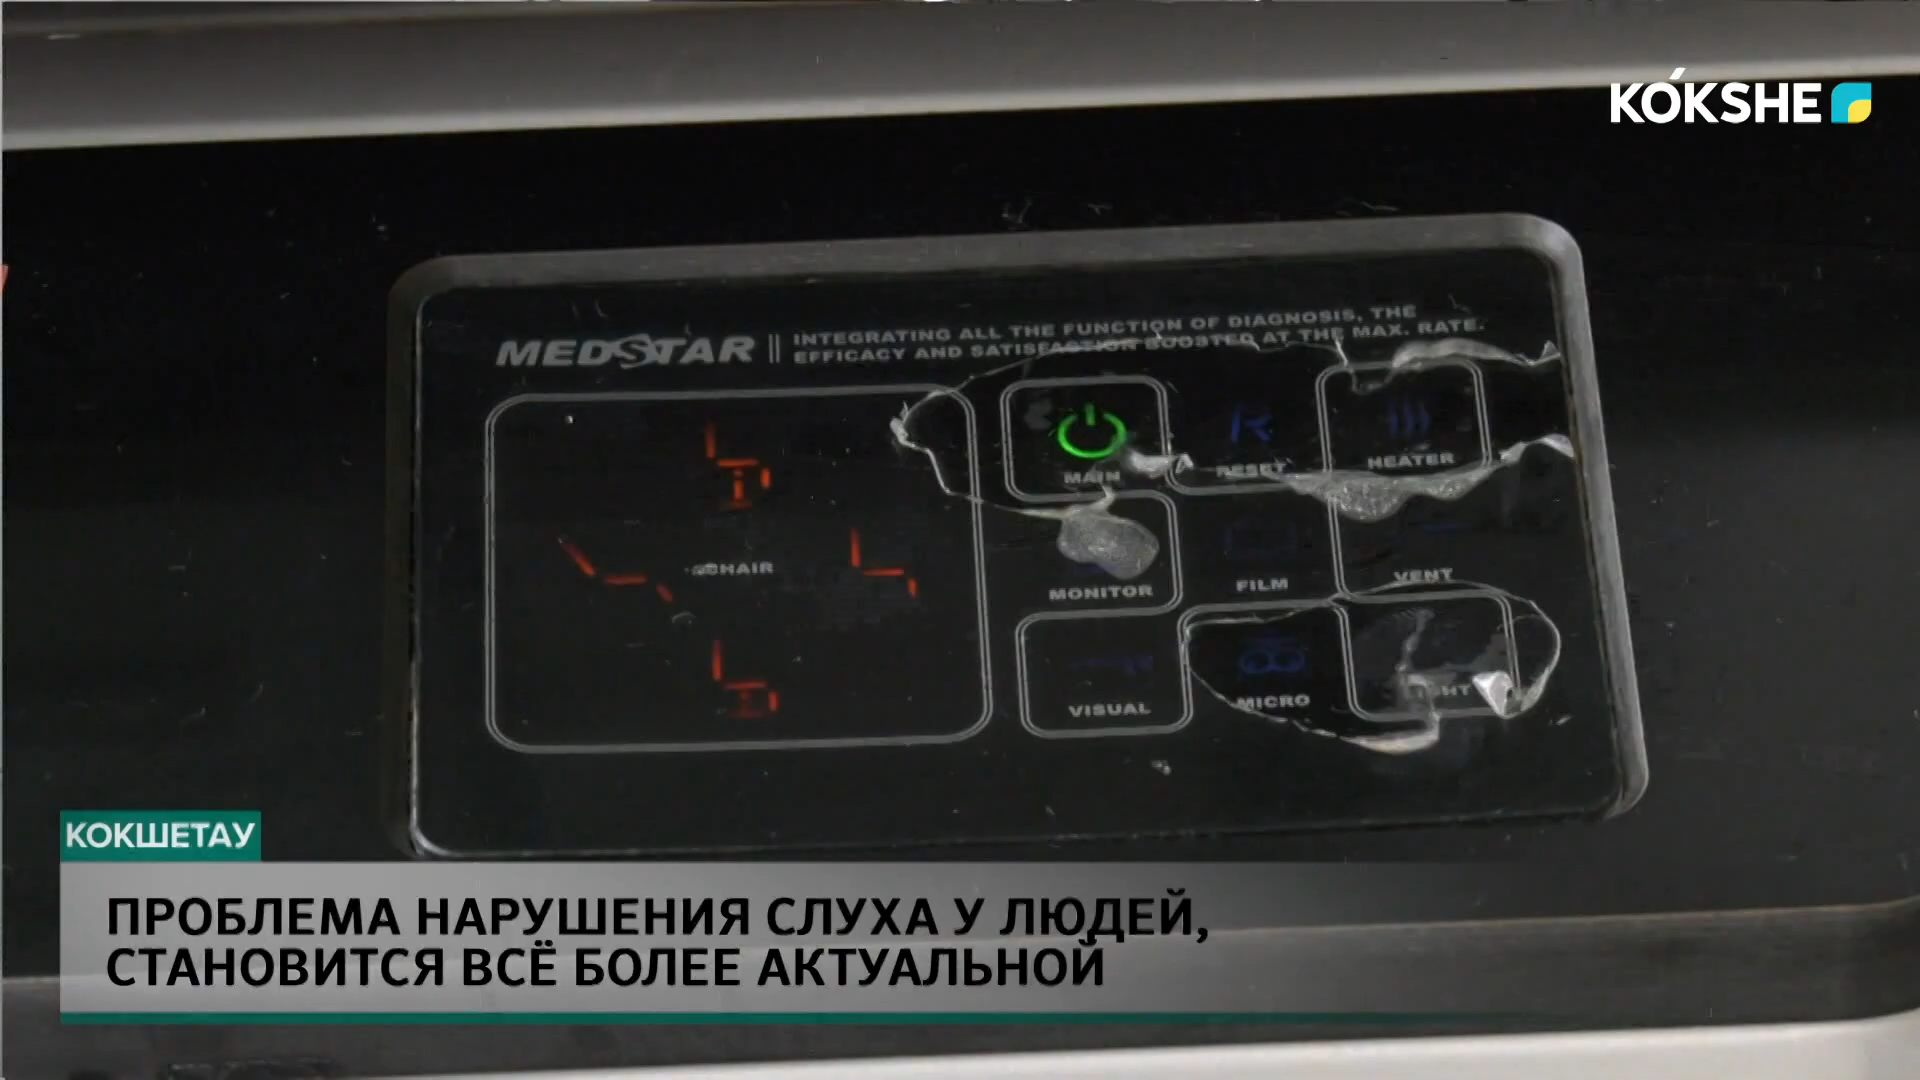 KÓKSHE
MEDSTAR
INTEGRATING ALL THE FUNCTION OF DIAGNOSIS, THE
EFFICACY AND SATISFACTION BOOSTED AT THE MAX. RATE.
MAIN
RESET
HEATER
CHAIR
MONITOR
FILM
VENT
VISUAL
MICRO
КОКШЕТАУ
ПРОБЛЕМА НАРУШЕНИЯ СЛУХА У ЛЮДЕЙ,
СТАНОВИТСЯ ВСЁ БОЛЕЕ АКТУАЛЬНОЙ